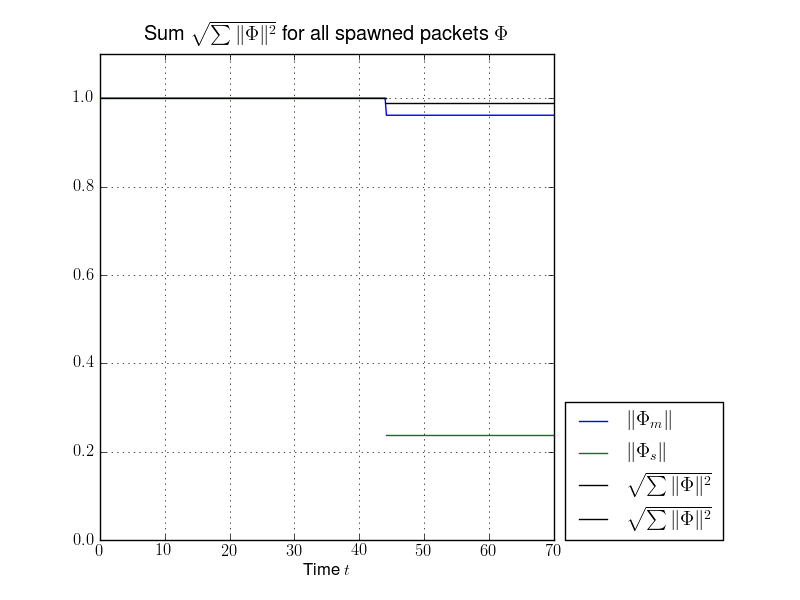 Sum √∑ ‖Φ‖² for all spawned packets Φ
1.0
0.8
0.6
0.4
0.2
0.0
0 10 20 30 40 50 60 70
Time t
‖Φₘ‖
‖Φₛ‖
√∑ ‖Φ‖²
√∑ ‖Φ‖²